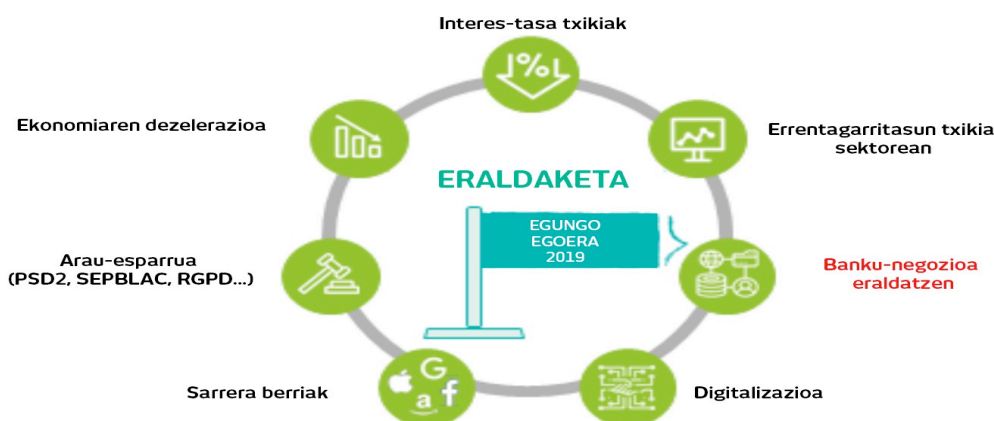 Interes-tasa txikiak
Ekonomiaren dezelerazioa
Errentagarritasun txikia
sektorean
ERALDAKETA
EGUNGO
EGOERA
2019
Arau-esparrua
(PSD2, SEPBLAC, RGPD...)
Banku-negozioa
eraldatzen
Sarrera berriak
Digitalizazioa
%
G
a
f